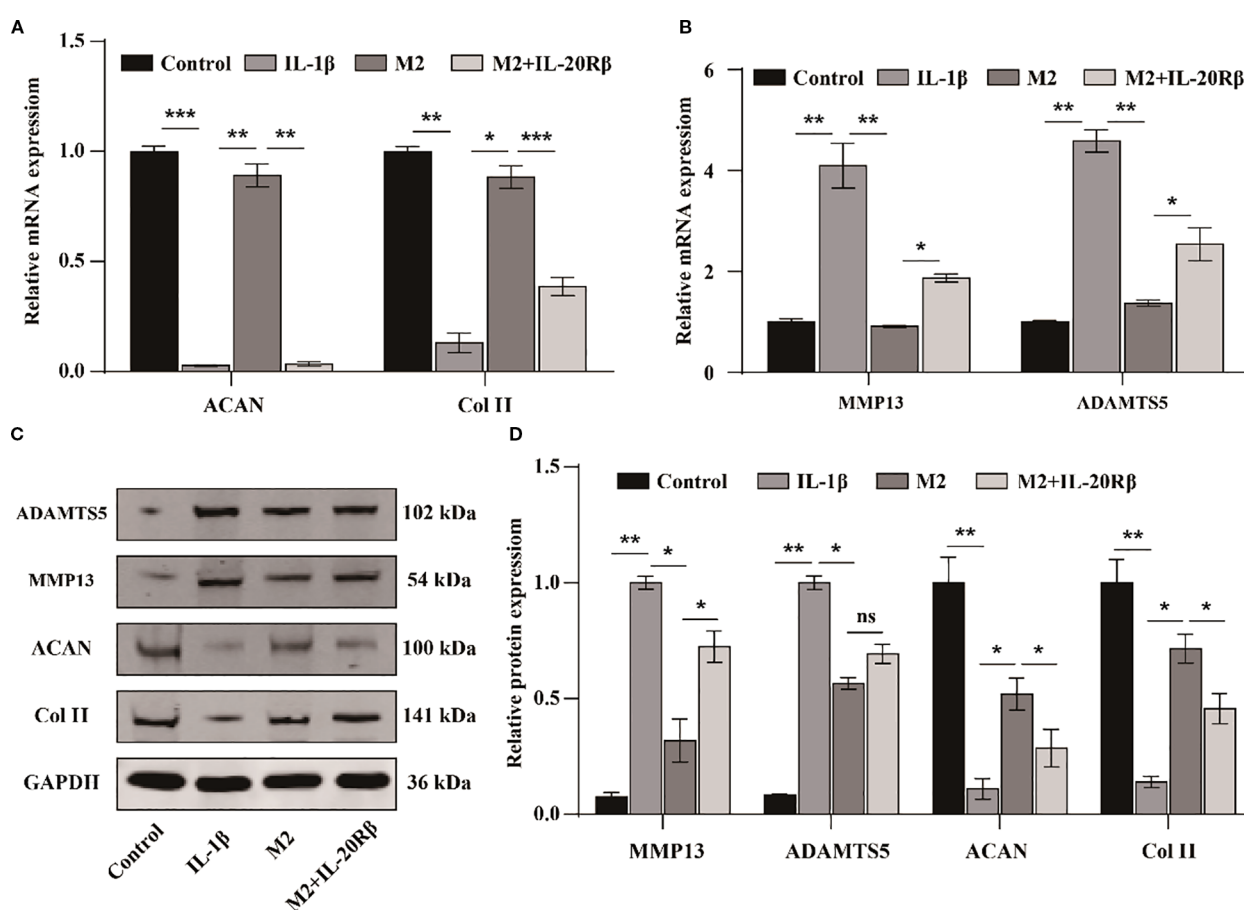 A
1.5
Control IL-1β M2 M2+IL-20Rβ
*** ** **
** * ***
1.0
0.5
0.0
Relative mRNA expressiom
ACAN Col II
B
6
Control IL-1β M2 M2+IL-20Rβ
** ** *
** ** *
4
2
0
Relative mRNA expressiom
MMP13 ADAMTS5
C
ADAMTS5 102 kDa
MMP13 54 kDa
ACAN 100 kDa
Col II 141 kDa
GAPDII 36 kDa
Control IL-1β M2 M2+IL-20Rβ
D
1.5
Control IL-1β M2 M2+IL-20Rβ
** * *
** * ns
** * *
** * *
1.0
0.5
0.0
Relative protein expressiom
MMP13 ADAMTS5 ACAN Col II